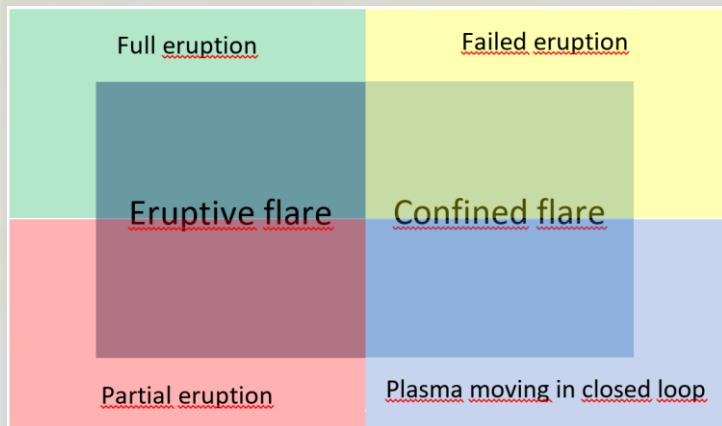 Full eruption
Failed eruption
Eruptive flare
Confined flare
Partial eruption
Plasma moving in closed loop